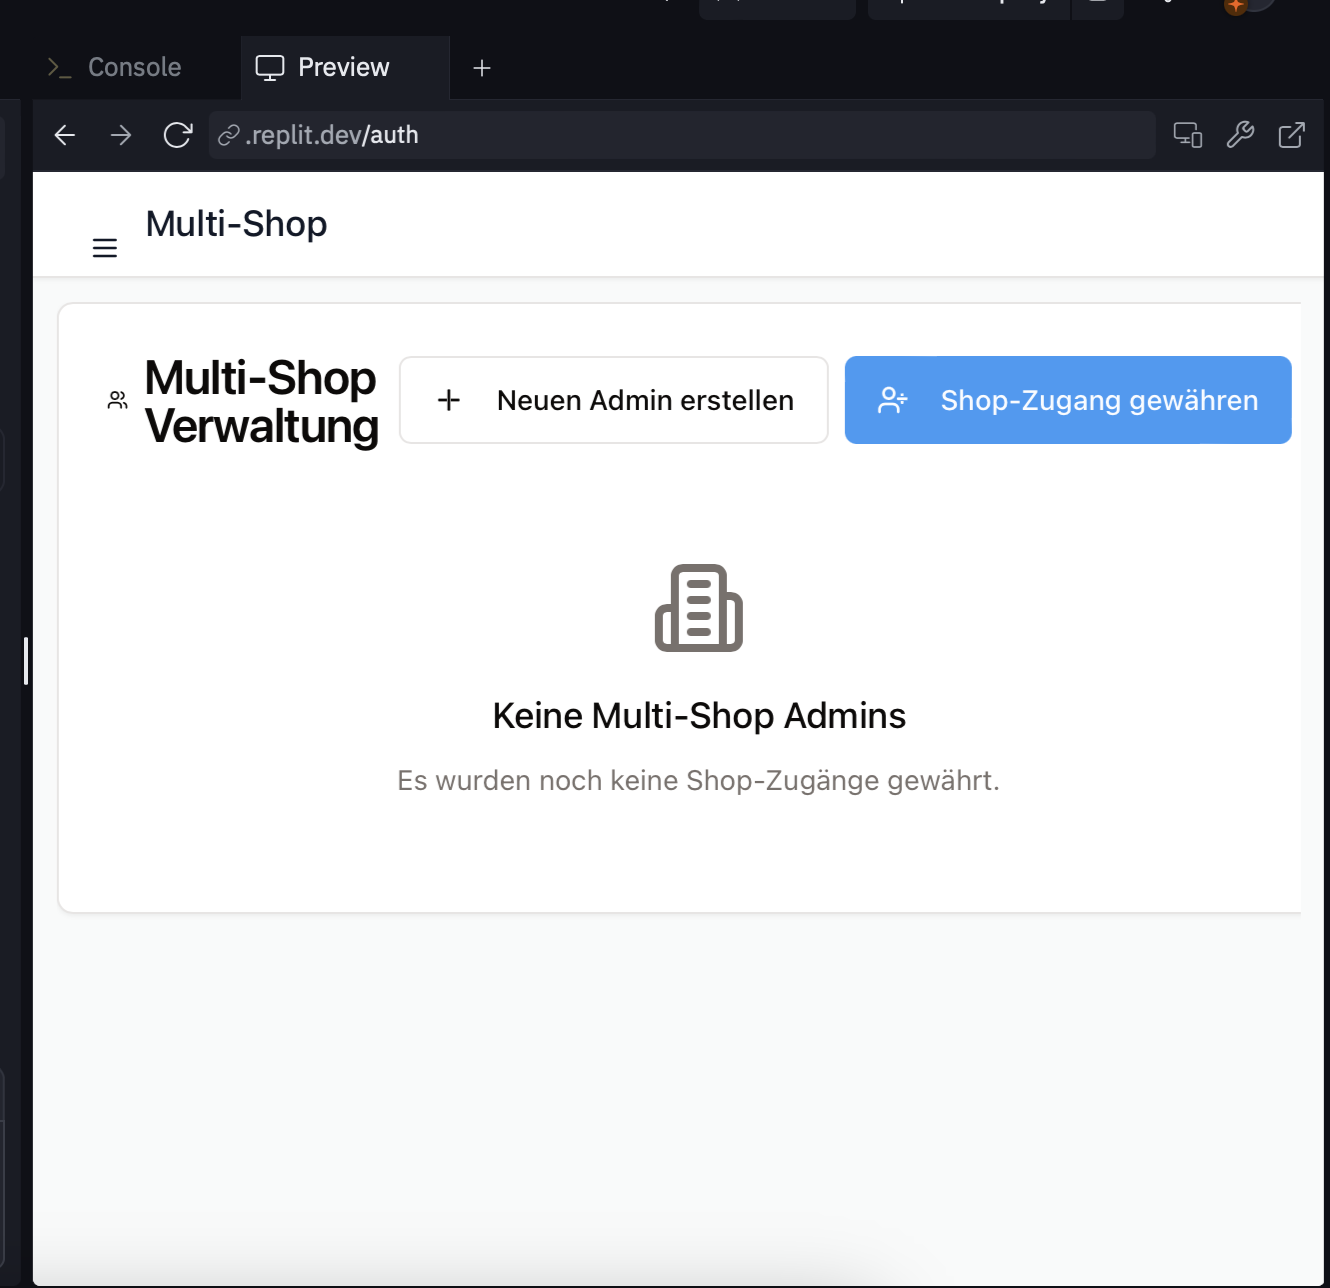 Console
Preview
.replit.dev/auth
Multi-Shop
Multi-Shop
Verwaltung
Neuen Admin erstellen
Shop-Zugang gewähren
Keine Multi-Shop Admins
Es wurden noch keine Shop-Zugänge gewährt.